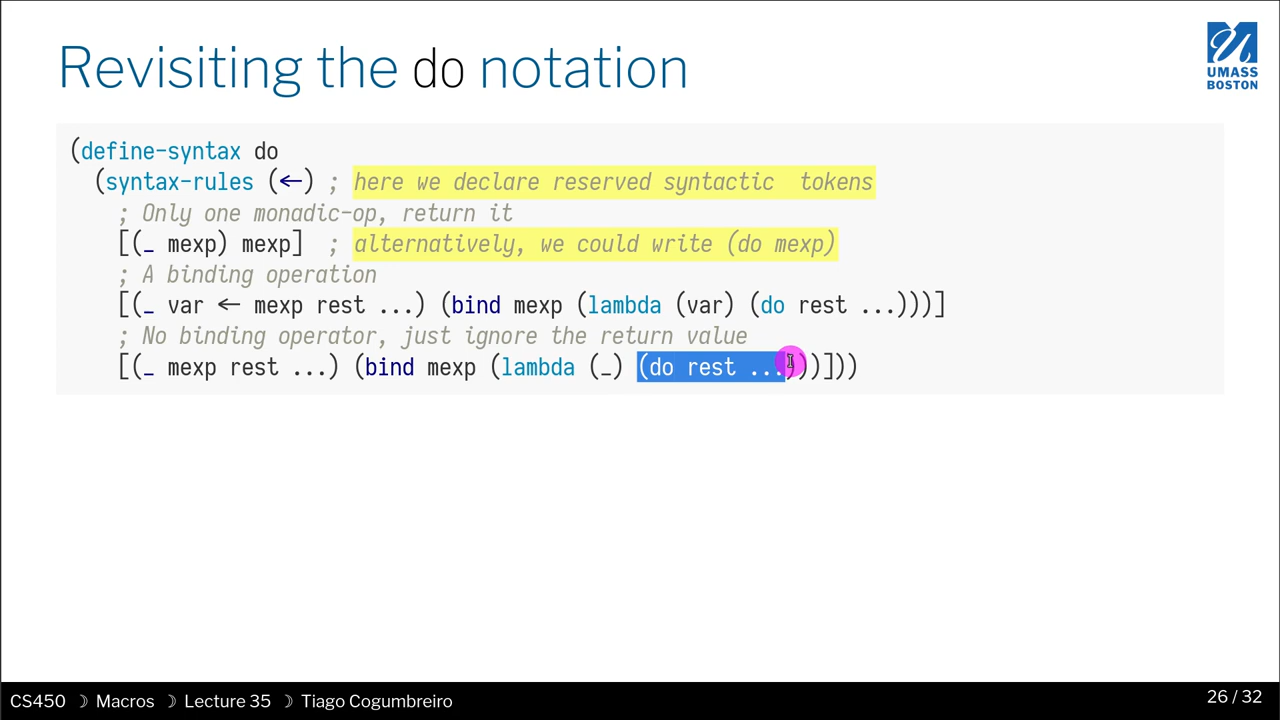 Revisiting the do notation
UMASS
BOSTON
(define-syntax do
(syntax-rules (←) ; here we declare reserved syntactic  tokens
; Only one monadic-op, return it
[(_ mexp) mexp]  ; alternatively, we could write (do mexp)
; A binding operation
[(_ var ← mexp rest ...) (bind mexp (lambda (var) (do rest ...)))]
; No binding operator, just ignore the return value
[(_ mexp rest ...) (bind mexp (lambda (_) (do rest ...)))]))
CS450 ☽ Macros ☽ Lecture 35 ☽ Tiago Cogumbreiro
26 / 32